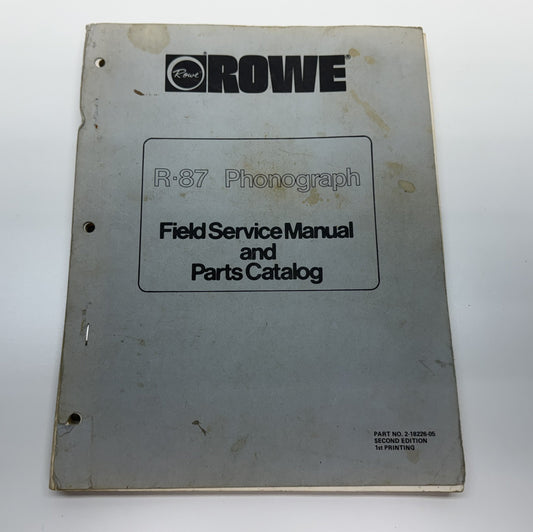 Rowe ROWE
R-87 Phonograph
Field Service Manual
and
Parts Catalog
PART NO. 2-18226-05
SECOND EDITION
1st PRINTING